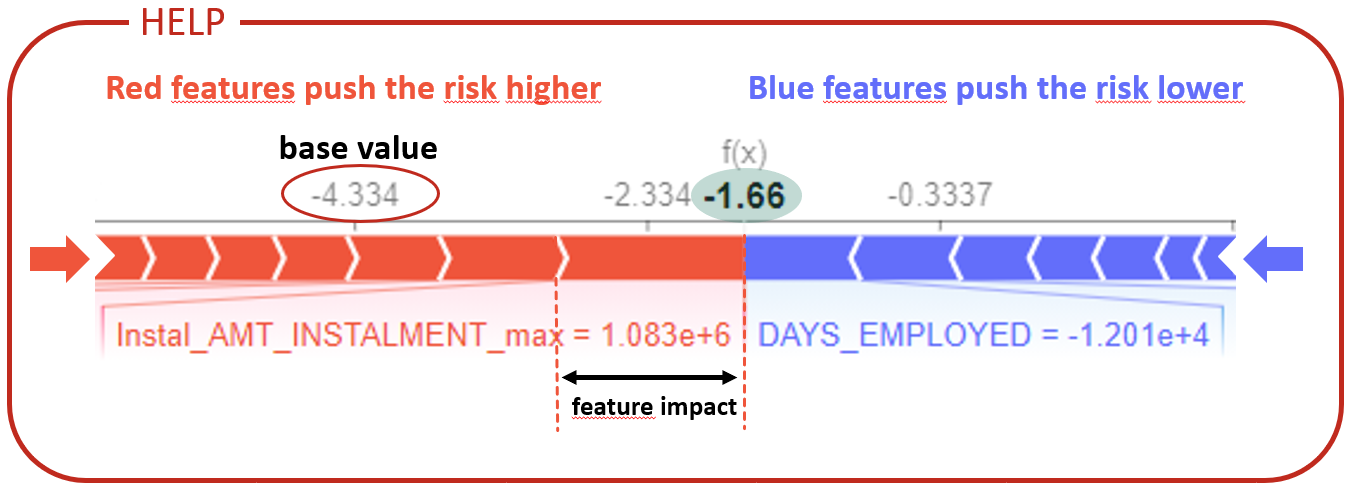 HELP
Red features push the risk higher
Blue features push the risk lower
base value
f(x)
-4.334
-2.334
-1.66
-0.3337
Instal_AMT_INSTALMENT_max = 1.083e+6
DAYS_EMPLOYED = -1.201e+4
feature impact